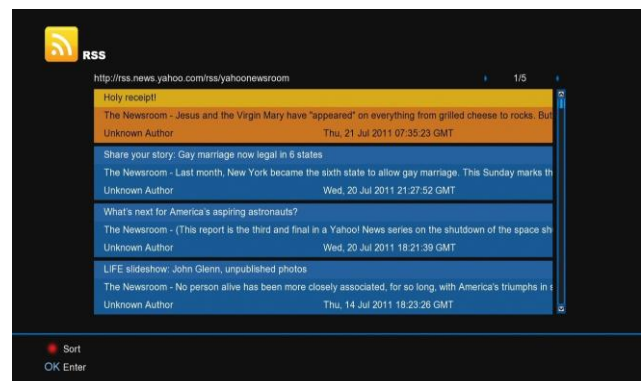 RSS
http://rss.news.yahoo.com/rss/yahoonewsroom 1/5
Holy receipt!
The Newsroom - Jesus and the Virgin Mary have "appeared" on everything from grilled cheese to rocks. But
Unknown Author Thu, 21 Jul 2011 07:35:23 GMT
Share your story: Gay marriage now legal in 6 states
The Newsroom - Last month, New York became the sixth state to allow gay marriage. This Sunday marks th
Unknown Author Wed, 20 Jul 2011 21:27:52 GMT
What's next for America's aspiring astronauts?
The Newsroom - (This report is the third and final in a Yahoo! News series on the shutdown of the space sh
Unknown Author Wed, 20 Jul 2011 18:21:39 GMT
LIFE slideshow: John Glenn, unpublished photos
The Newsroom - No person alive has been more closely associated, for so long, with America's triumphs in s
Unknown Author Thu, 14 Jul 2011 18:23:26 GMT
Sort
OK Enter